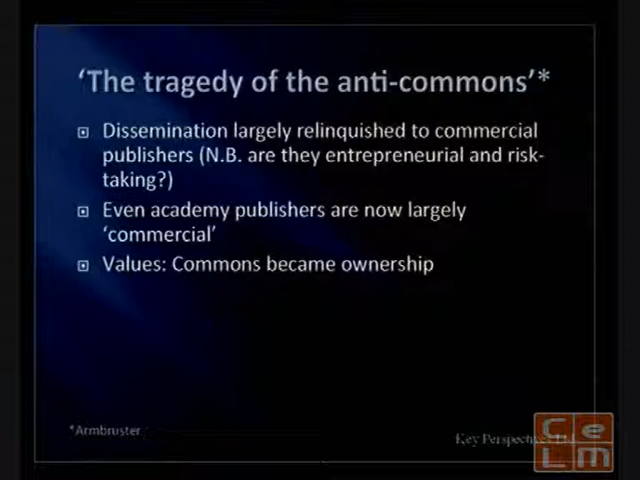 ‘The tragedy of the anti-commons’*
Dissemination largely relinquished to commercial
publishers (N.B. are they entrepreneurial and risk-
taking?)
Even academy publishers are now largely
‘commercial’
Values: Commons became ownership
*Armbruster
Key Perspectives Ltd
CeLm